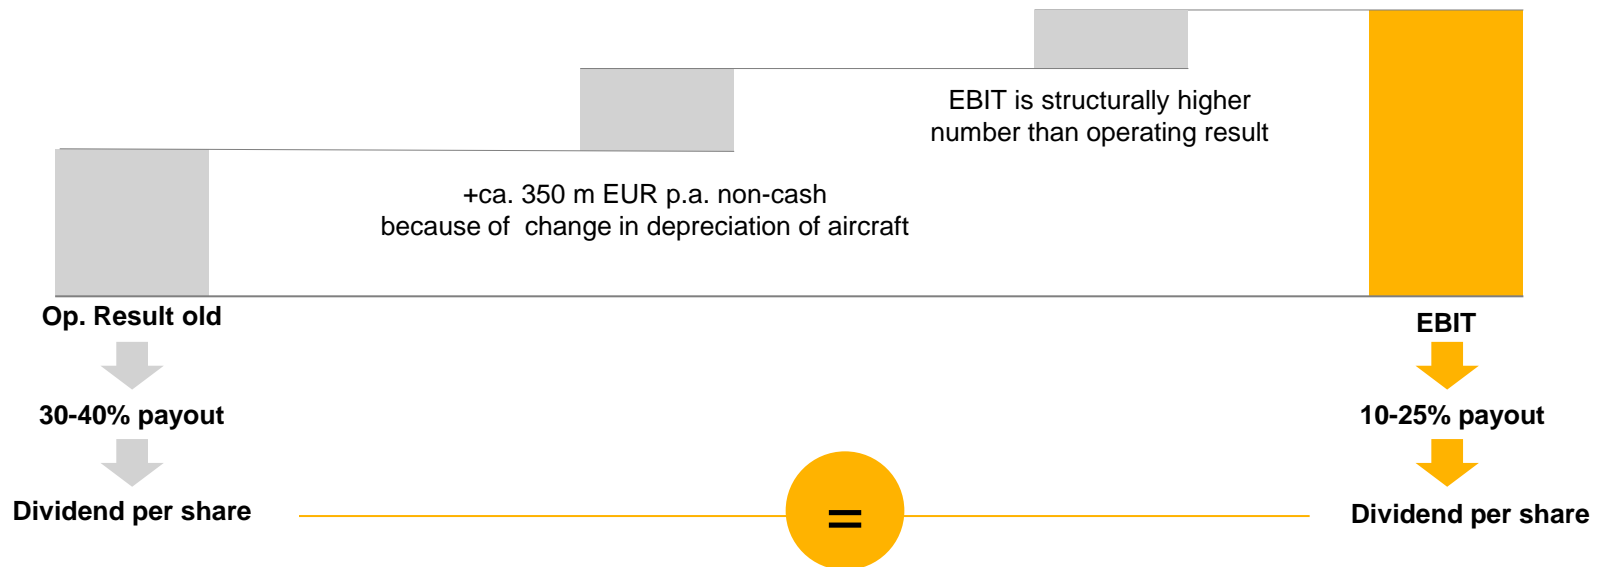 EBIT is structurally higher
number than operating result
+ca. 350 m EUR p.a. non-cash
because of  change in depreciation of aircraft
Op. Result old
EBIT
30-40% payout
10-25% payout
Dividend per share
=
Dividend per share